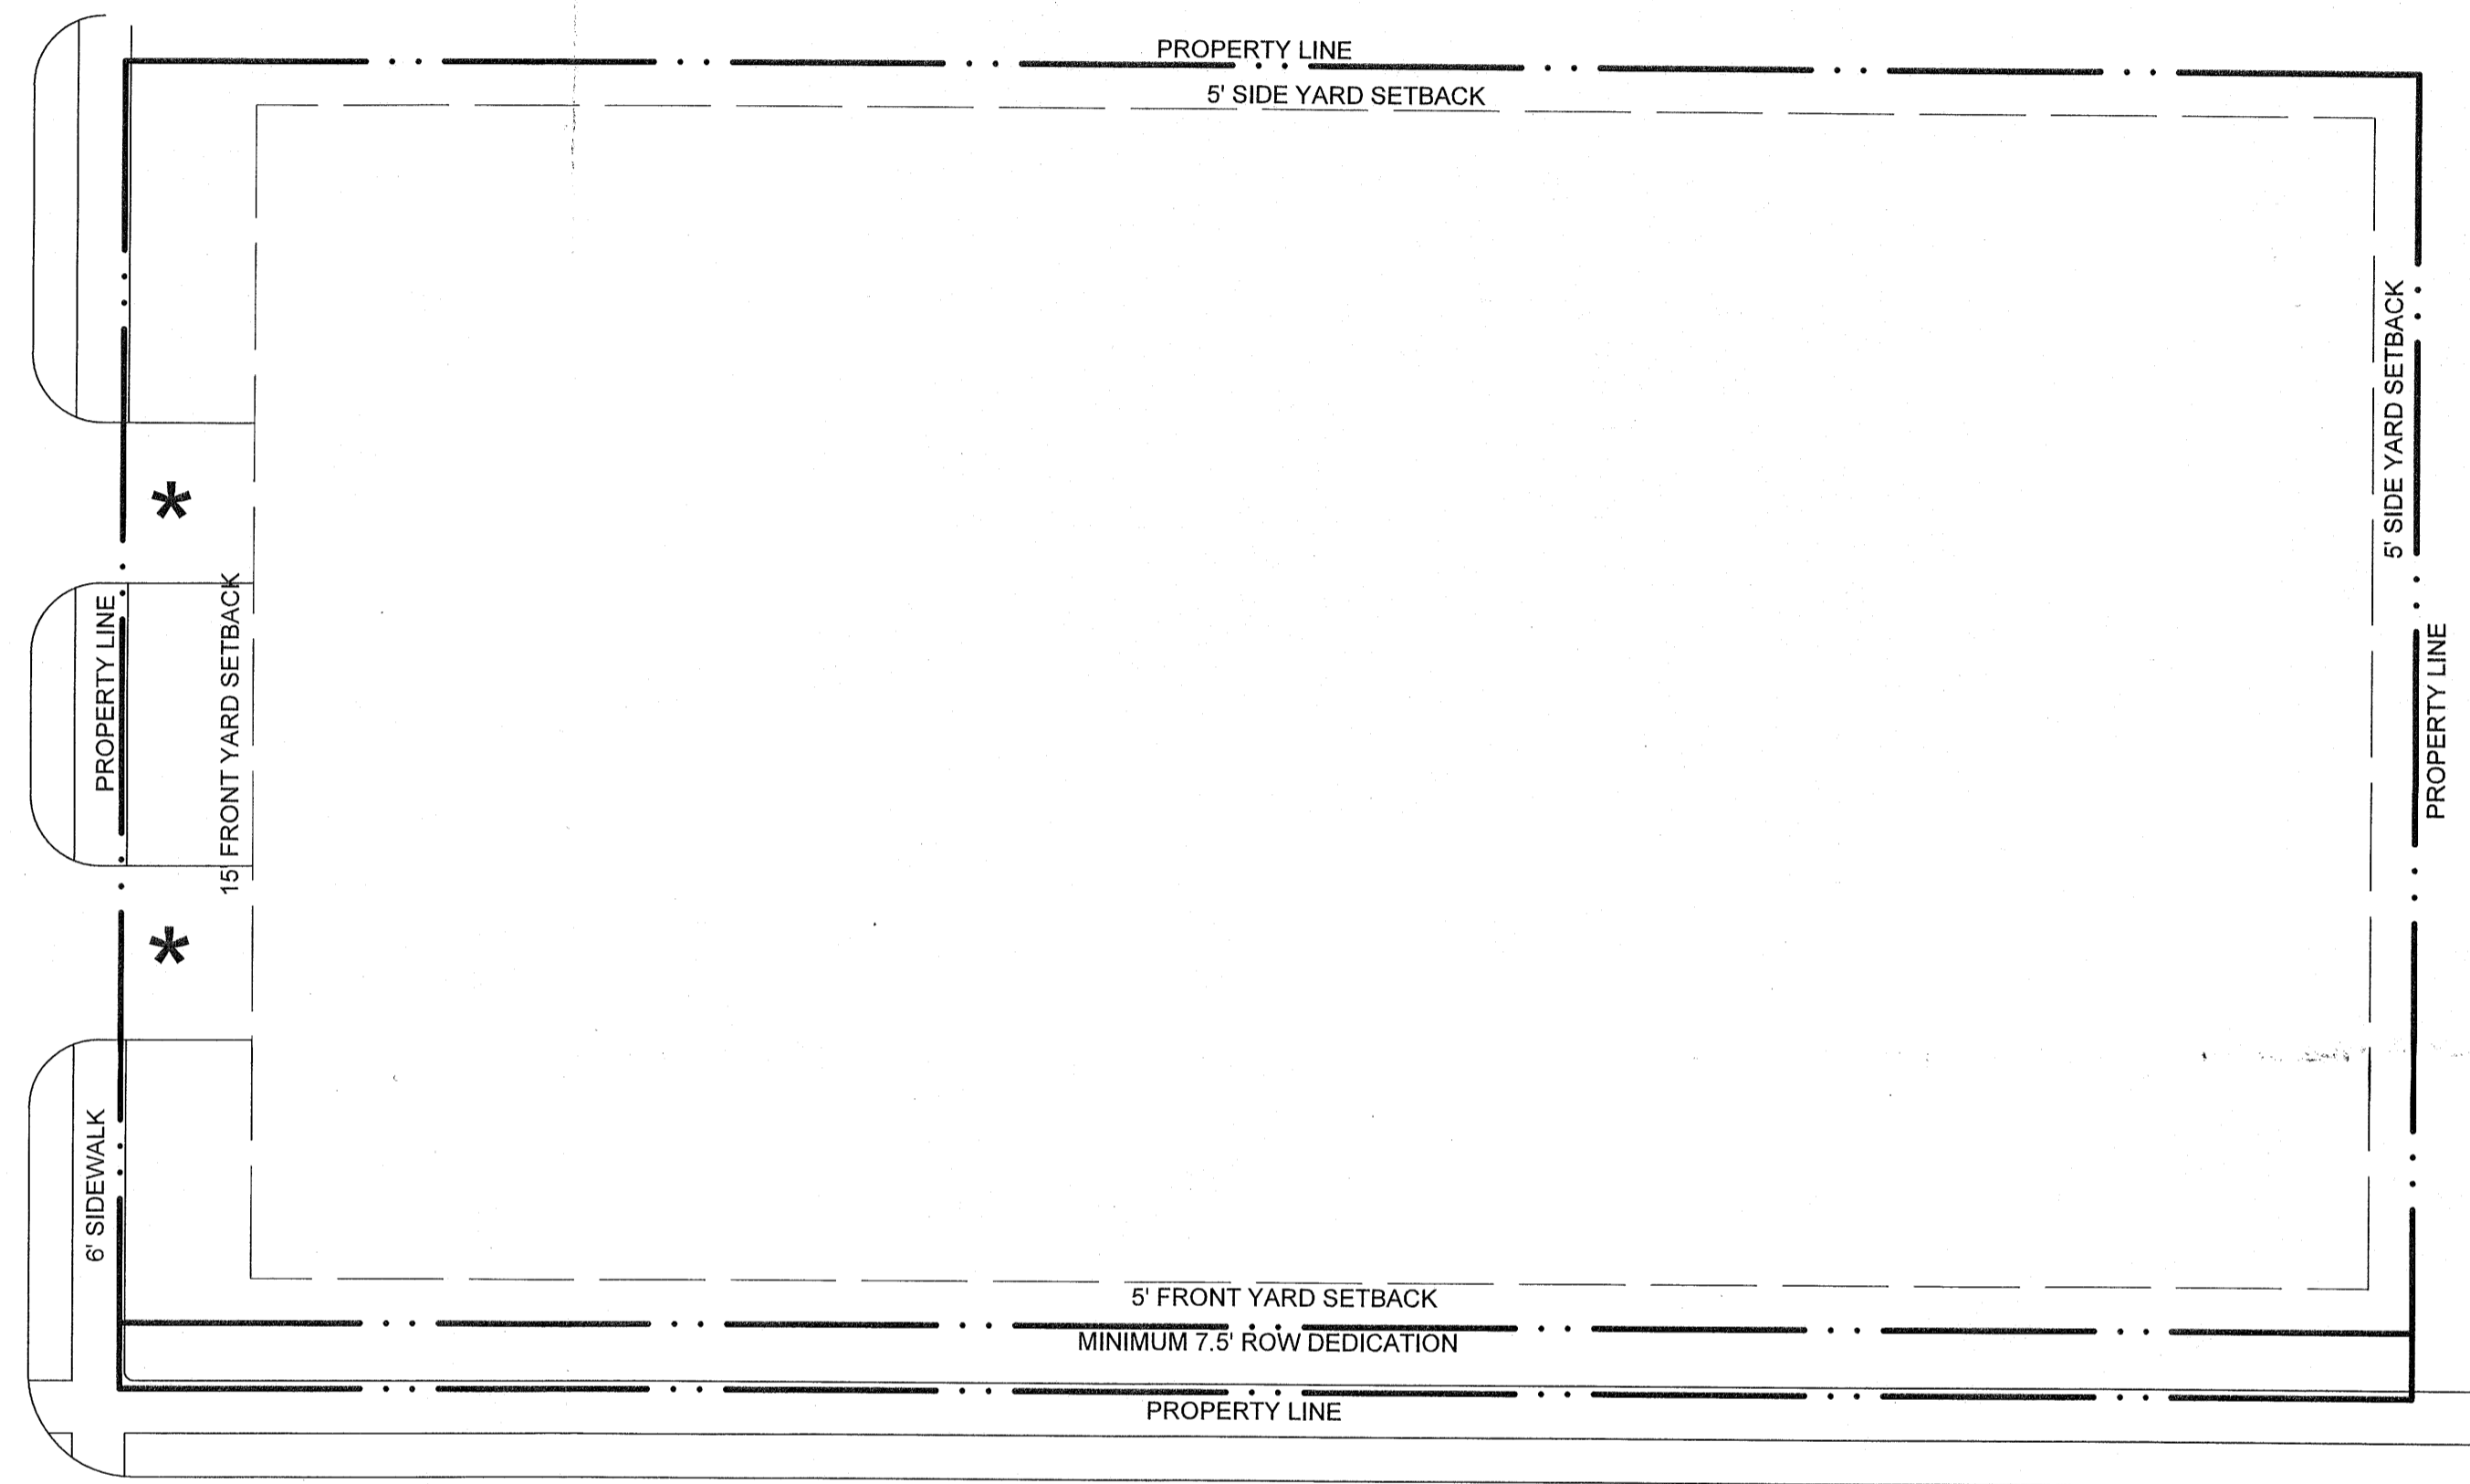 PROPERTY LINE
5' SIDE YARD SETBACK
5' SIDE YARD SETBACK
PROPERTY LINE
PROPERTY LINE
15' FRONT YARD SETBACK
*
*
6' SIDEWALK
5' FRONT YARD SETBACK
MINIMUM 7.5' ROW DEDICATION
PROPERTY LINE